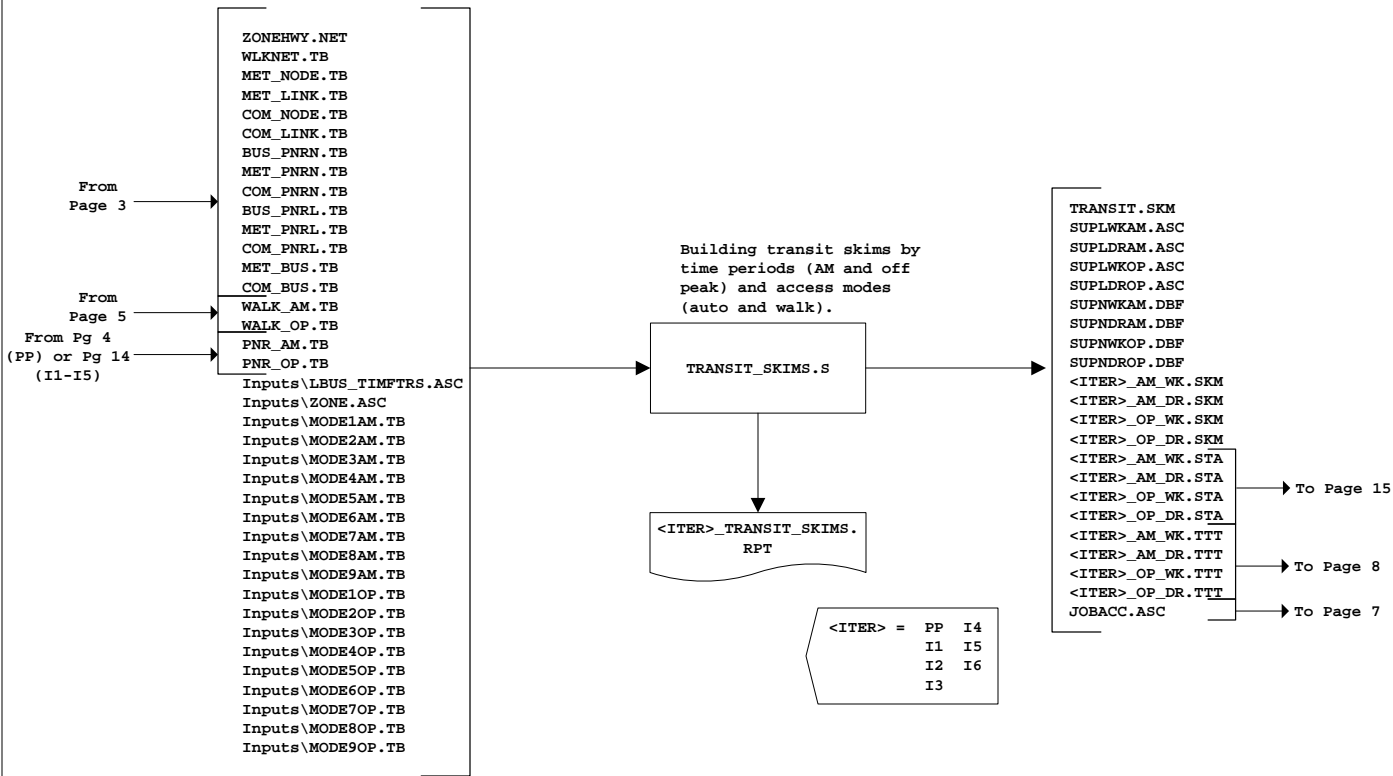 ZONEHWY.NET
WLKNET.TB
MET_NODE.TB
MET_LINK.TB
COM_NODE.TB
COM_LINK.TB
BUS_PNRN.TB
MET_PNRN.TB
COM_PNRN.TB
BUS_PNRL.TB
MET_PNRL.TB
COM_PNRL.TB
MET_BUS.TB
COM_BUS.TB
WALK_AM.TB
WALK_OP.TB
PNR_AM.TB
PNR_OP.TB
Inputs\LBUS_TIMFTRS.ASC
Inputs\ZONE.ASC
Inputs\MODE1AM.TB
Inputs\MODE2AM.TB
Inputs\MODE3AM.TB
Inputs\MODE4AM.TB
Inputs\MODE5AM.TB
Inputs\MODE6AM.TB
Inputs\MODE7AM.TB
Inputs\MODE8AM.TB
Inputs\MODE9AM.TB
Inputs\MODE1OP.TB
Inputs\MODE2OP.TB
Inputs\MODE3OP.TB
Inputs\MODE4OP.TB
Inputs\MODE5OP.TB
Inputs\MODE6OP.TB
Inputs\MODE7OP.TB
Inputs\MODE8OP.TB
Inputs\MODE9OP.TB
From
Page 3
From
Page 5
From Pg 4
(PP) or Pg 14
(I1-I5)
Building transit skims by
time periods (AM and off
peak) and access modes
(auto and walk).
TRANSIT_SKIMS.S
<ITER>_TRANSIT_SKIMS.
RPT
<ITER> = PP I4
I1 I5
I2 I6
I3
TRANSIT.SKM
SUPLWKAM.ASC
SUPLDRAM.ASC
SUPLWKOP.ASC
SUPLDROP.ASC
SUPNWKAM.DBF
SUPNDRAM.DBF
SUPNWKOP.DBF
SUPNDROP.DBF
<ITER>_AM_WK.SKM
<ITER>_AM_DR.SKM
<ITER>_OP_WK.SKM
<ITER>_OP_DR.SKM
<ITER>_AM_WK.STA
<ITER>_AM_DR.STA
<ITER>_OP_WK.STA
<ITER>_OP_DR.STA
<ITER>_AM_WK.TTT
<ITER>_AM_DR.TTT
<ITER>_OP_WK.TTT
<ITER>_OP_DR.TTT
JOBACC.ASC
To Page 15
To Page 8
To Page 7